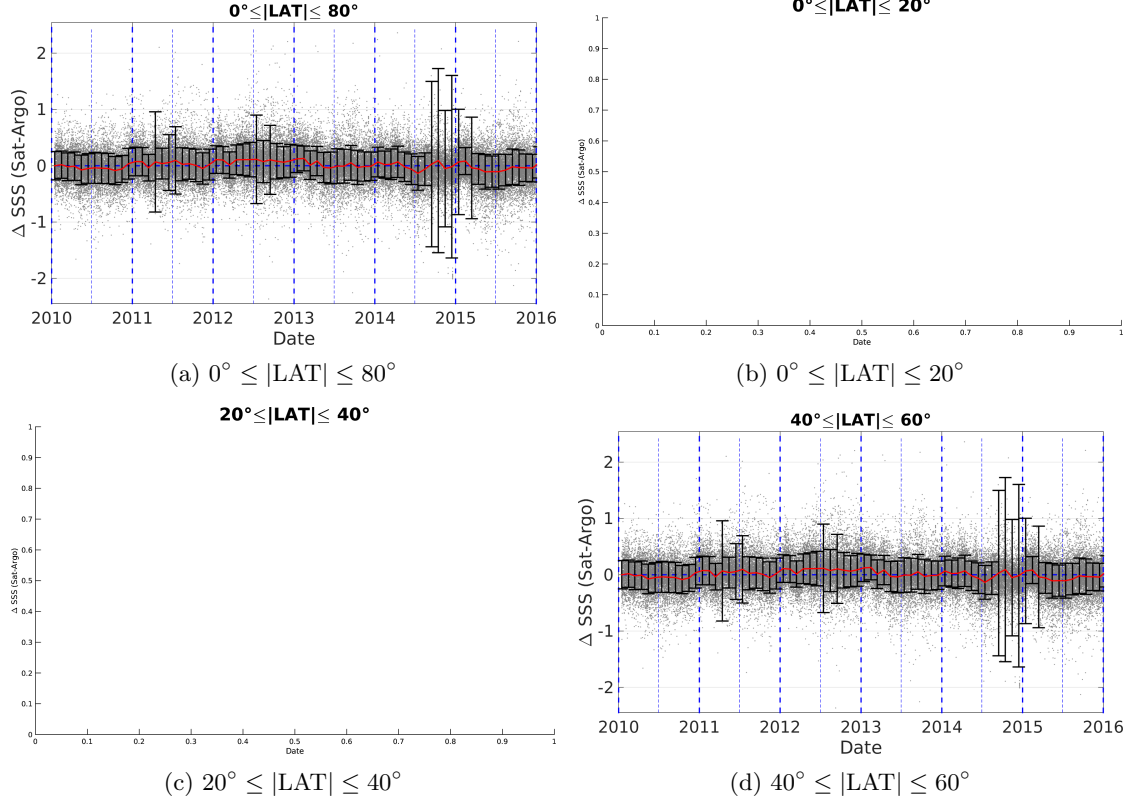 0°≤|LAT|≤ 80°
Δ SSS (Sat-Argo)
2
1
0
-1
-2
2010 2011 2012 2013 2014 2015 2016
Date
(a) 0° ≤ |LAT| ≤ 80°
0°≤|LAT|≤ 20°
Δ SSS (Sat-Argo)
1
0.9
0.8
0.7
0.6
0.5
0.4
0.3
0.2
0.1
0
0 0.1 0.2 0.3 0.4 0.5 0.6 0.7 0.8 0.9 1
Date
(b) 0° ≤ |LAT| ≤ 20°
20°≤|LAT|≤ 40°
Δ SSS (Sat-Argo)
1
0.9
0.8
0.7
0.6
0.5
0.4
0.3
0.2
0.1
0
0 0.1 0.2 0.3 0.4 0.5 0.6 0.7 0.8 0.9 1
Date
(c) 20° ≤ |LAT| ≤ 40°
40°≤|LAT|≤ 60°
Δ SSS (Sat-Argo)
2
1
0
-1
-2
2010 2011 2012 2013 2014 2015 2016
Date
(d) 40° ≤ |LAT| ≤ 60°